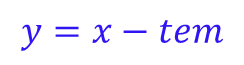 y = x − tem